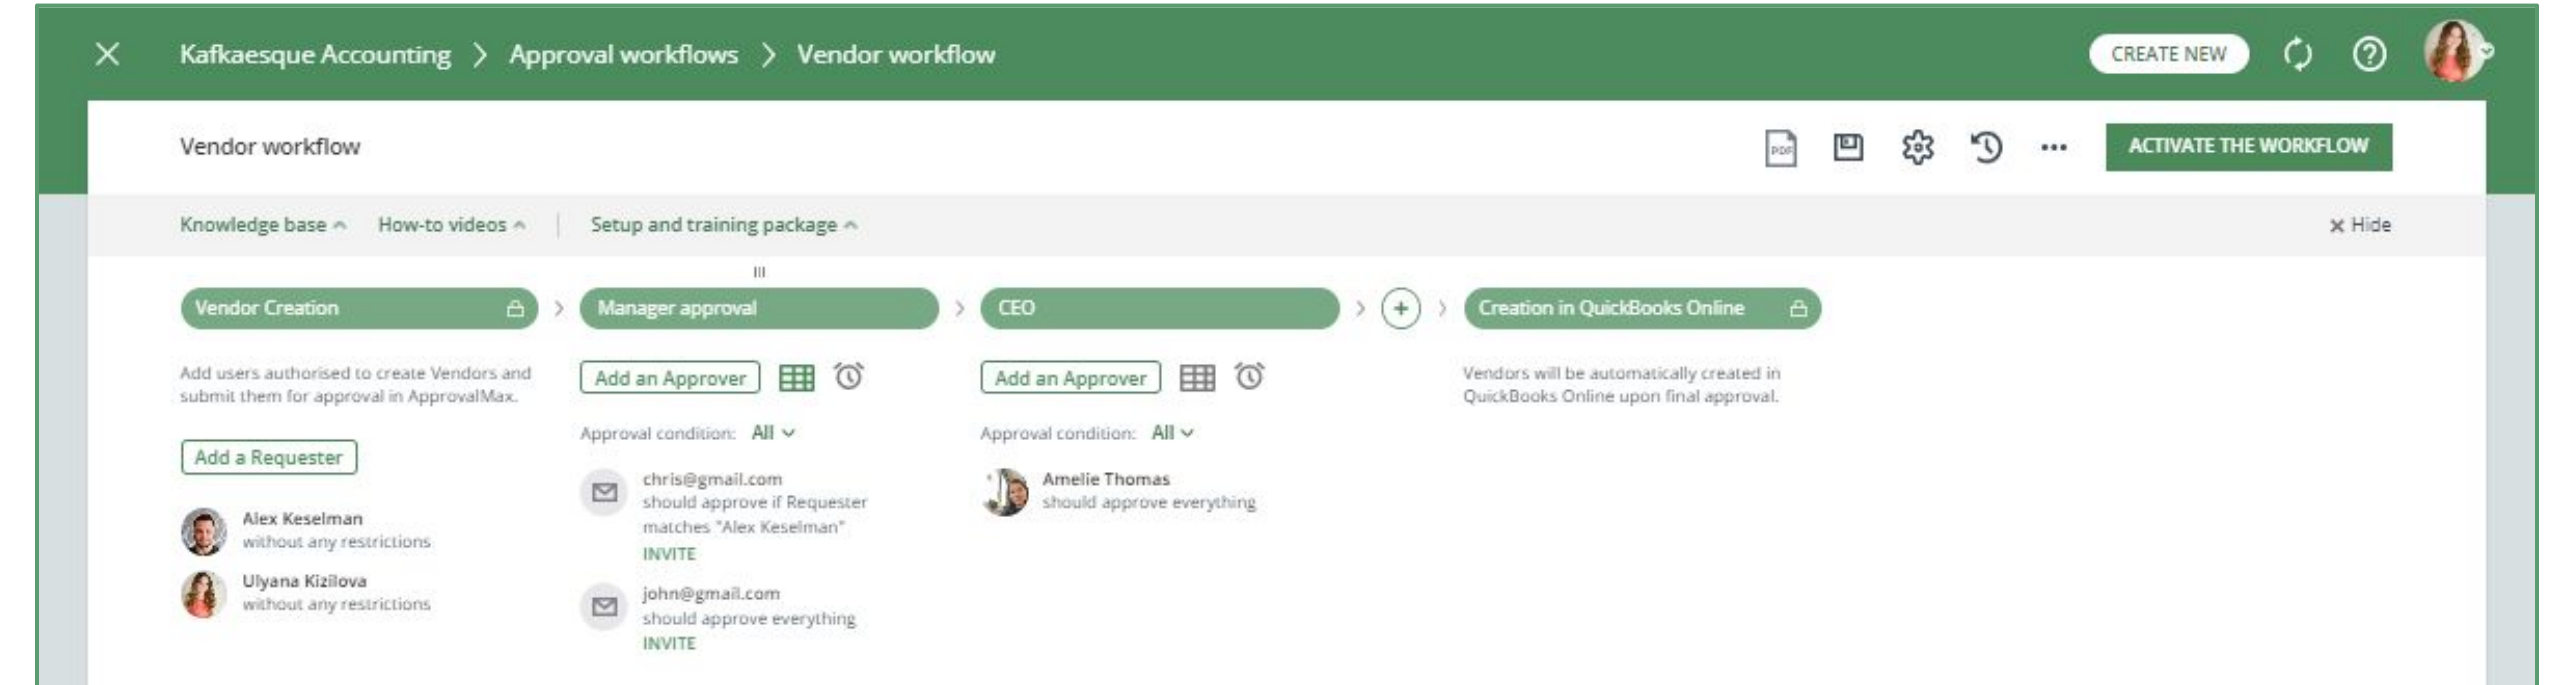 Kafkaesque Accounting > Approval workflows > Vendor workflow
CREATE NEW
Vendor workflow
PDF
ACTIVATE THE WORKFLOW
Knowledge base
How-to videos
Setup and training package
Hide
Vendor Creation
Manager approval
CEO
Creation in QuickBooks Online
Add users authorised to create Vendors and
submit them for approval in ApprovalMax.
Add a Requester
Alex Keselman
without any restrictions
Ulyana Kizilova
without any restrictions
Add an Approver
Approval condition: All
chris@gmail.com
should approve if Requester
matches "Alex Keselman"
INVITE
john@gmail.com
should approve everything
INVITE
Add an Approver
Approval condition: All
Amelie Thomas
should approve everything
Vendors will be automatically created in
QuickBooks Online upon final approval.